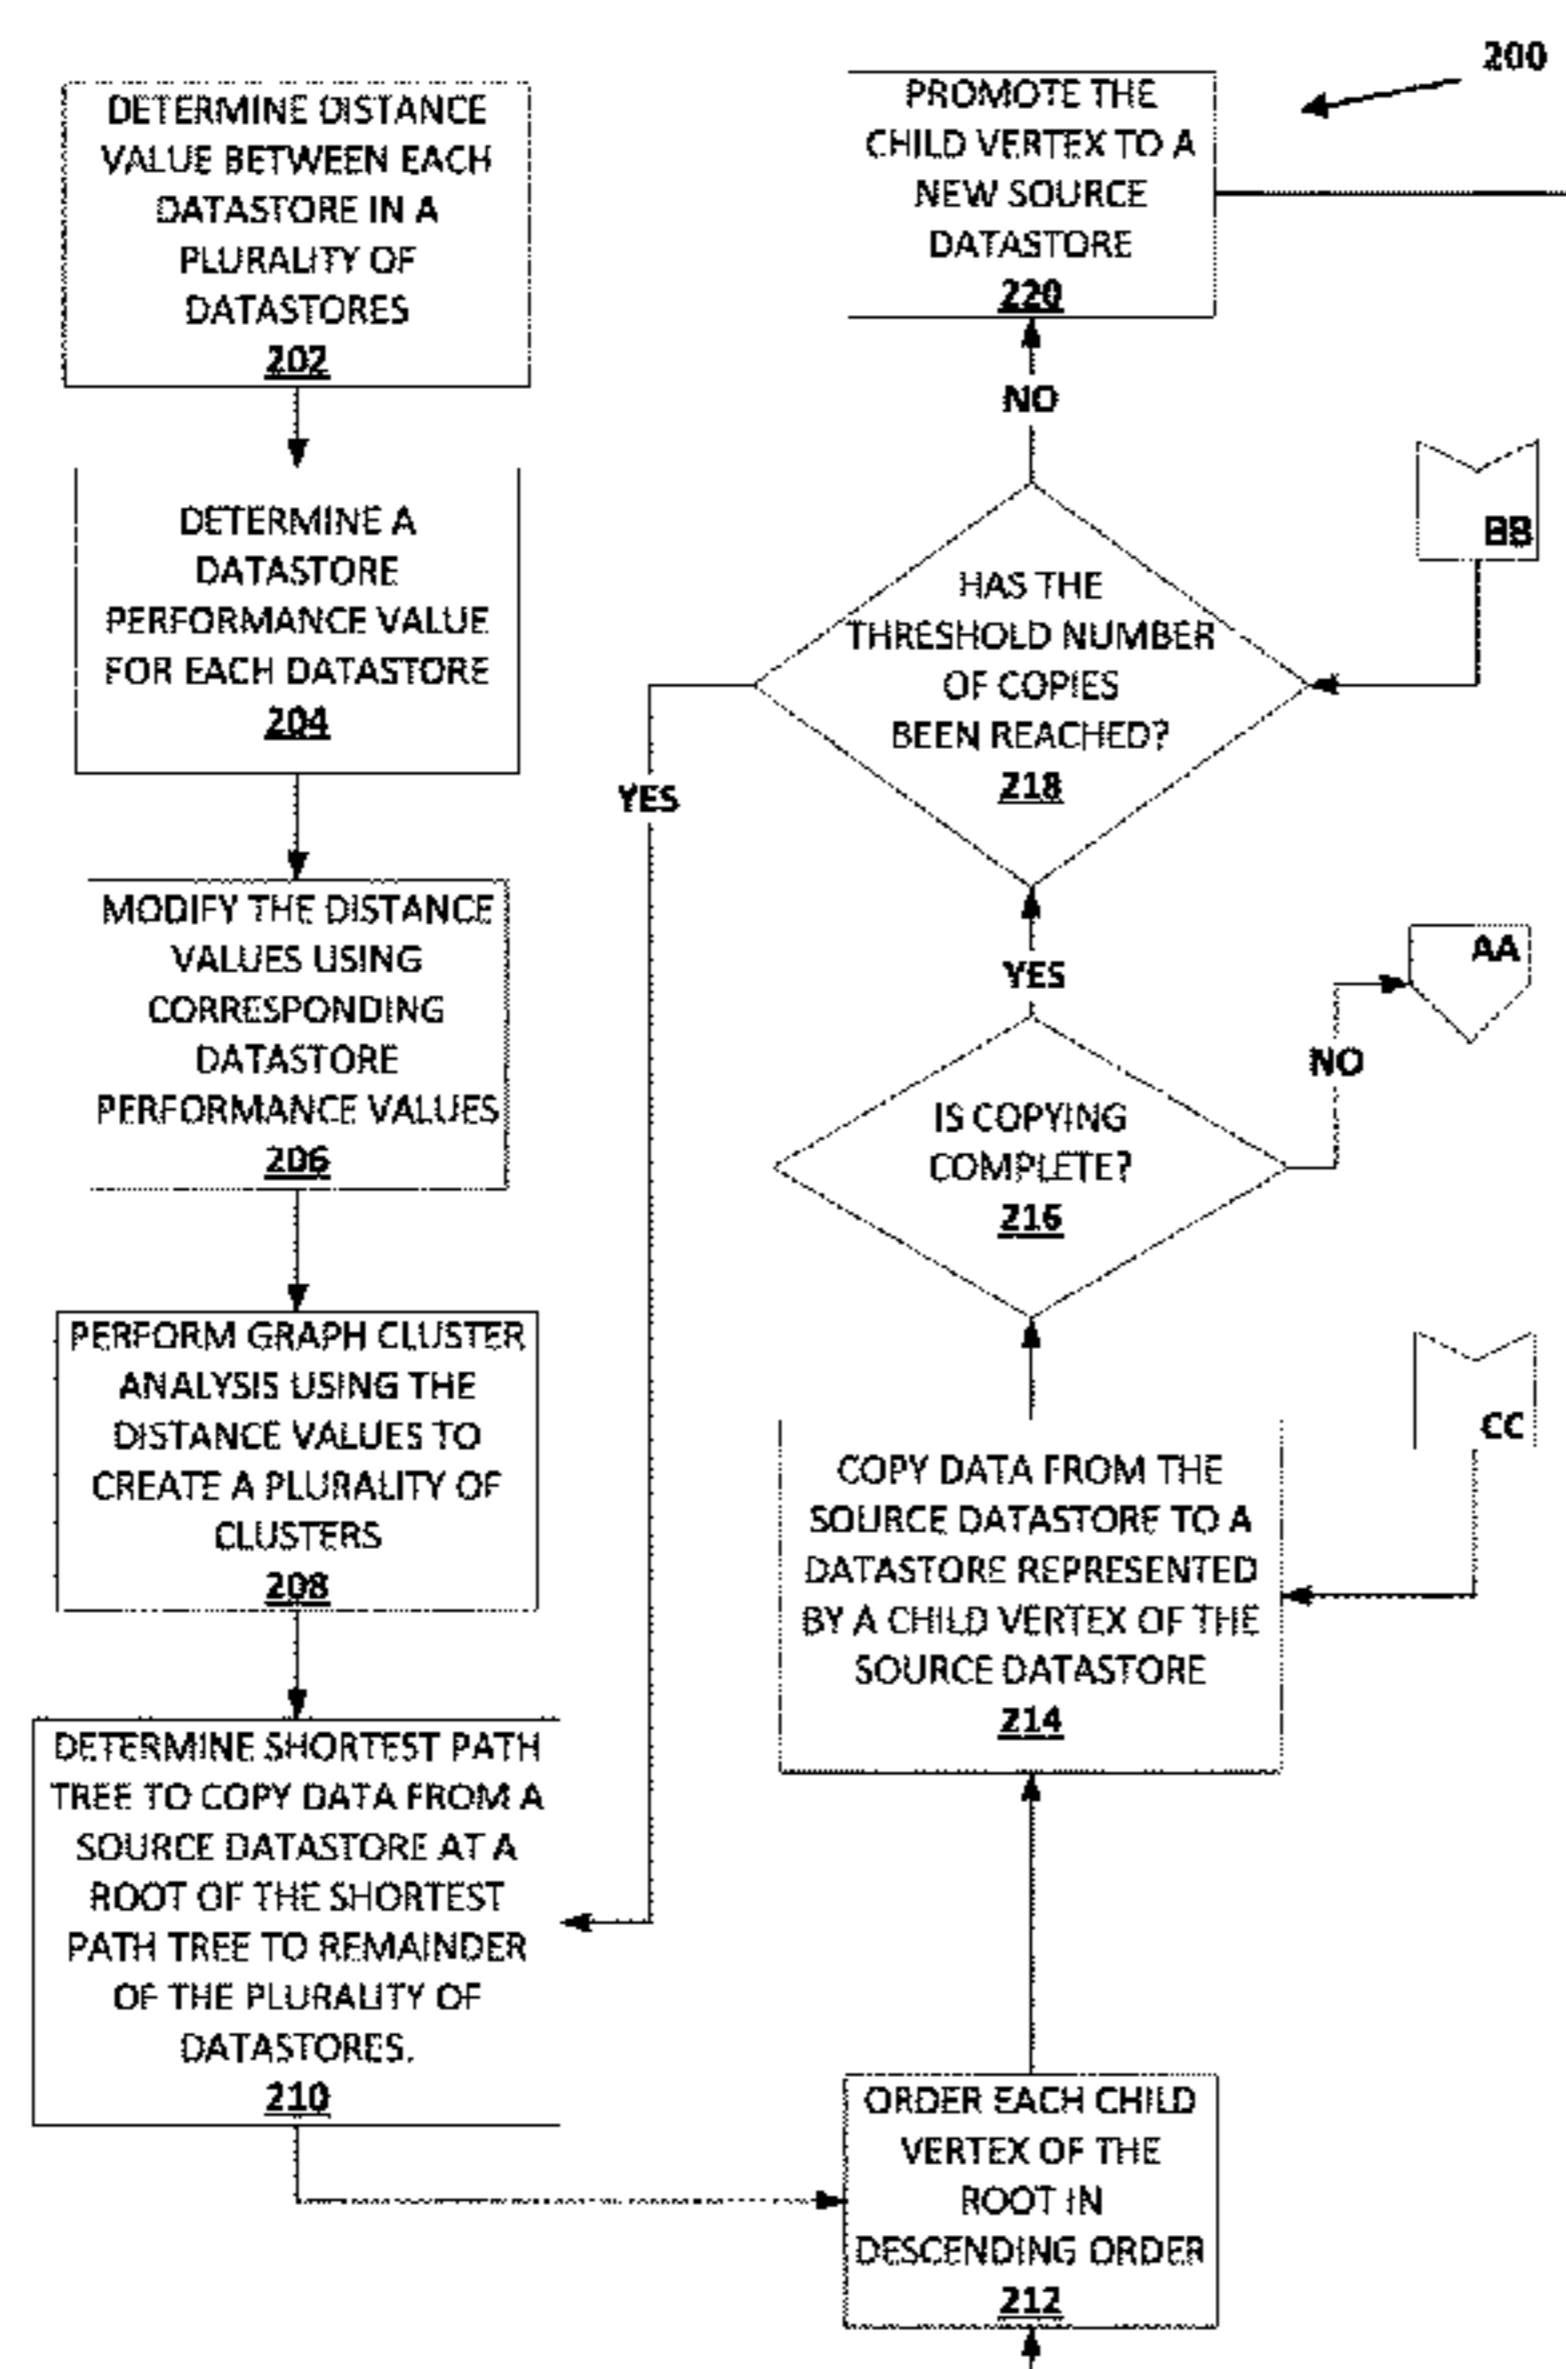 200
DETERMINE DISTANCE
VALUE BETWEEN EACH
DATASTORE IN A
PLURALITY OF
DATASTORES
202
DETERMINE A
DATASTORE
PERFORMANCE VALUE
FOR EACH DATASTORE
204
MODIFY THE DISTANCE
VALUES USING
CORRESPONDING
DATASTORE
PERFORMANCE VALUES
206
PERFORM GRAPH CLUSTER
ANALYSIS USING THE
DISTANCE VALUES TO
CREATE A PLURALITY OF
CLUSTERS
208
DETERMINE SHORTEST PATH
TREE TO COPY DATA FROM A
SOURCE DATASTORE AT A
ROOT OF THE SHORTEST
PATH TREE TO REMAINDER
OF THE PLURALITY OF
DATASTORES.
210
YES
PROMOTE THE
CHILD VERTEX TO A
NEW SOURCE
DATASTORE
220
NO
HAS THE
THRESHOLD NUMBER
OF COPIES
BEEN REACHED?
218
BB
YES
AA
NO
IS COPYING
COMPLETE?
216
CC
COPY DATA FROM THE
SOURCE DATASTORE TO A
DATASTORE REPRESENTED
BY A CHILD VERTEX OF THE
SOURCE DATASTORE
214
ORDER EACH CHILD
VERTEX OF THE
ROOT IN
DESCENDING ORDER
212